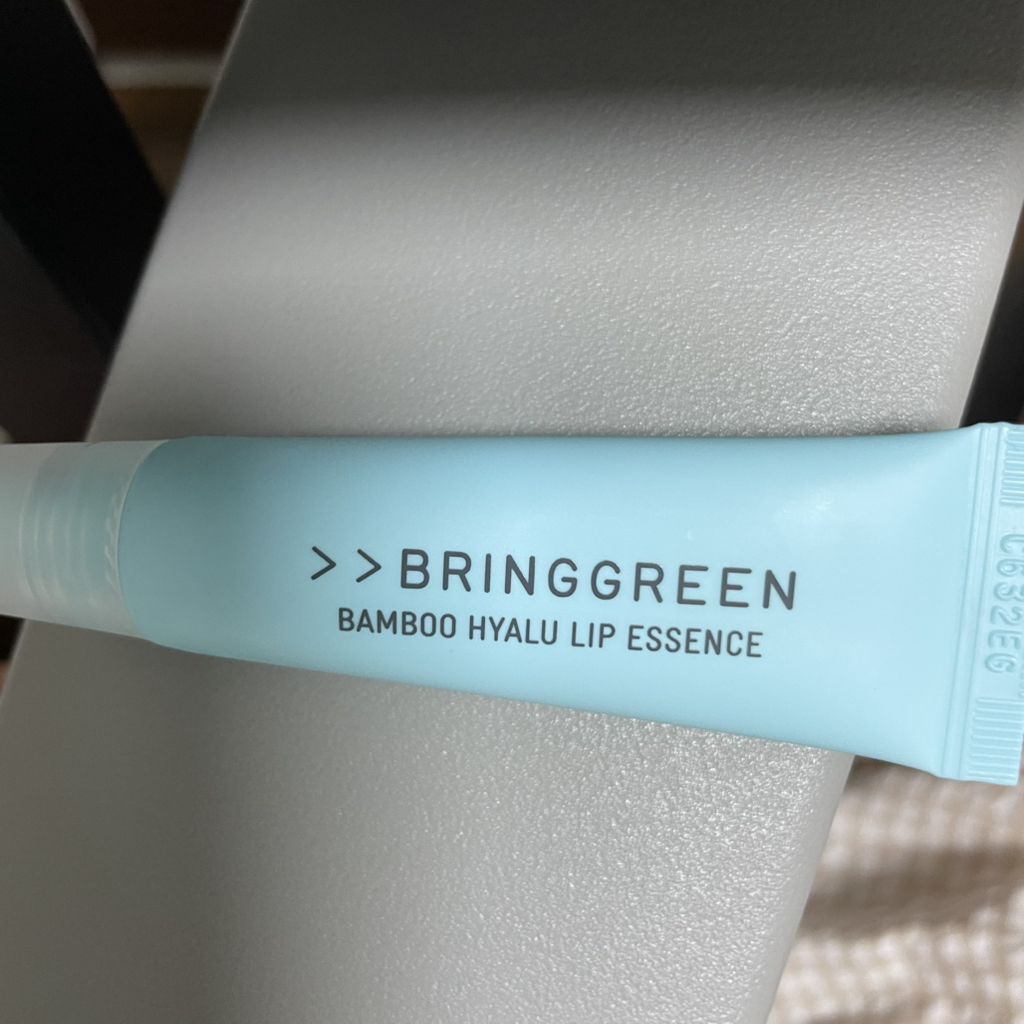 >>BRINGGREEN
BAMBOO HYALU LIP ESSENCE
C632EG